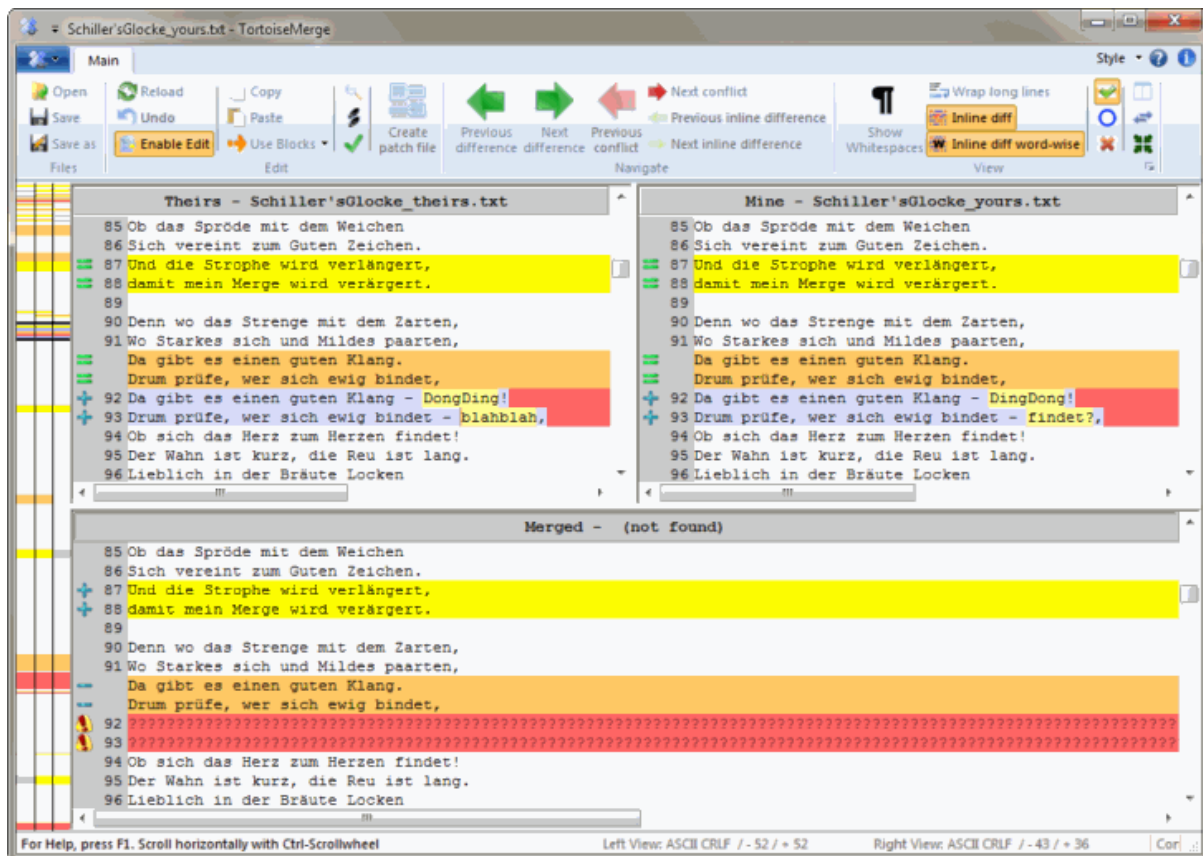 Schiller'sGlocke_yours.txt - TortoiseMerge
Main
Style
Open
Save
Save as
Files
Reload
Undo
Enable Edit
Copy
Paste
Use Blocks
Edit
Create patch file
Previous difference
Next difference
Previous conflict
Next conflict
Previous inline difference
Next inline difference
Navigate
Show Whitespaces
Wrap long lines
Inline diff
Inline diff word-wise
View
Theirs - Schiller'sGlocke_theirs.txt
85 Ob das Spröde mit dem Weichen
86 Sich vereint zum Guten Zeichen.
87 Und die Strophe wird verlängert,
88 damit mein Merge wird verärgert.
89
90 Denn wo das Strenge mit dem Zarten,
91 Wo Starkes sich und Mildes paarten,
Da gibt es einen guten Klang.
Drum prüfe, wer sich ewig bindet,
92 Da gibt es einen guten Klang - DongDing!
93 Drum prüfe, wer sich ewig bindet - blahblah,
94 Ob sich das Herz zum Herzen findet!
95 Der Wahn ist kurz, die Reu ist lang.
96 Lieblich in der Bräute Locken
Mine - Schiller'sGlocke_yours.txt
85 Ob das Spröde mit dem Weichen
86 Sich vereint zum Guten Zeichen.
87 Und die Strophe wird verlängert,
88 damit mein Merge wird verärgert.
89
90 Denn wo das Strenge mit dem Zarten,
91 Wo Starkes sich und Mildes paarten,
Da gibt es einen guten Klang.
Drum prüfe, wer sich ewig bindet,
92 Da gibt es einen guten Klang - DingDong!
93 Drum prüfe, wer sich ewig bindet - findet?,
94 Ob sich das Herz zum Herzen findet!
95 Der Wahn ist kurz, die Reu ist lang.
96 Lieblich in der Bräute Locken
Merged - (not found)
85 Ob das Spröde mit dem Weichen
86 Sich vereint zum Guten Zeichen.
87 Und die Strophe wird verlängert,
88 damit mein Merge wird verärgert.
89
90 Denn wo das Strenge mit dem Zarten,
91 Wo Starkes sich und Mildes paarten,
Da gibt es einen guten Klang.
Drum prüfe, wer sich ewig bindet,
92 ????????????????????????????????????????????????????????????????????????????????????????????????????????????????????
93 ????????????????????????????????????????????????????????????????????????????????????????????????????????????????????
94 Ob sich das Herz zum Herzen findet!
95 Der Wahn ist kurz, die Reu ist lang.
96 Lieblich in der Bräute Locken
For Help, press F1. Scroll horizontally with Ctrl-Scrollwheel
Left View: ASCII CRLF / - 52 / + 52
Right View: ASCII CRLF / - 43 / + 36